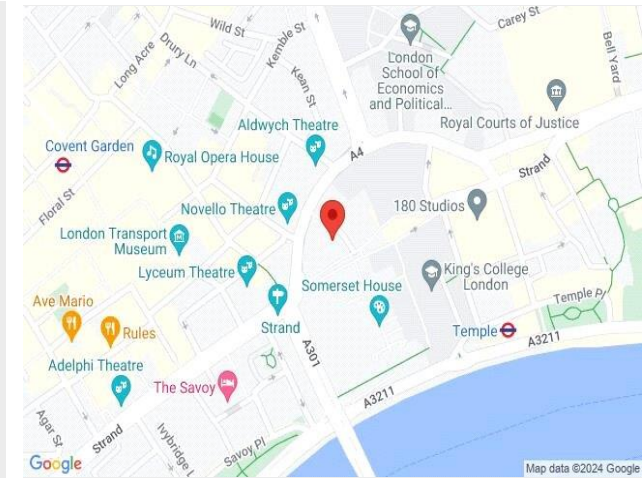 Wild St
Kemble St
Carey St
Drury Ln
Long Acre
Kean St
London
School of
Economics
and Political...
Bell Yard
Aldwych Theatre
Royal Courts of Justice
Covent Garden
Royal Opera House
A4
Strand
Floral St
Novello Theatre
180 Studios
London Transport
Museum
Lyceum Theatre
Somerset House
King's College
London
Temple Pl
Ave Mario
Rules
Strand
Temple
A3211
Adelphi Theatre
A301
The Savoy
A3211
Agar St
Strand
Ivybridge L
Savoy Pl
Google
Map data ©2024 Google